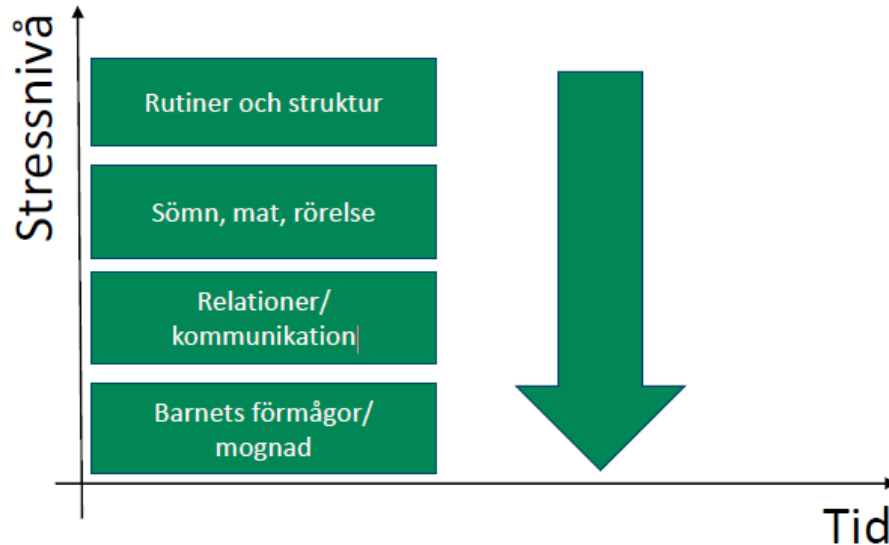 Stressnivå
Rutiner och struktur
Sömn, mat, rörelse
Relationer/
kommunikation
Barnets förmågor/
mognad
Tid